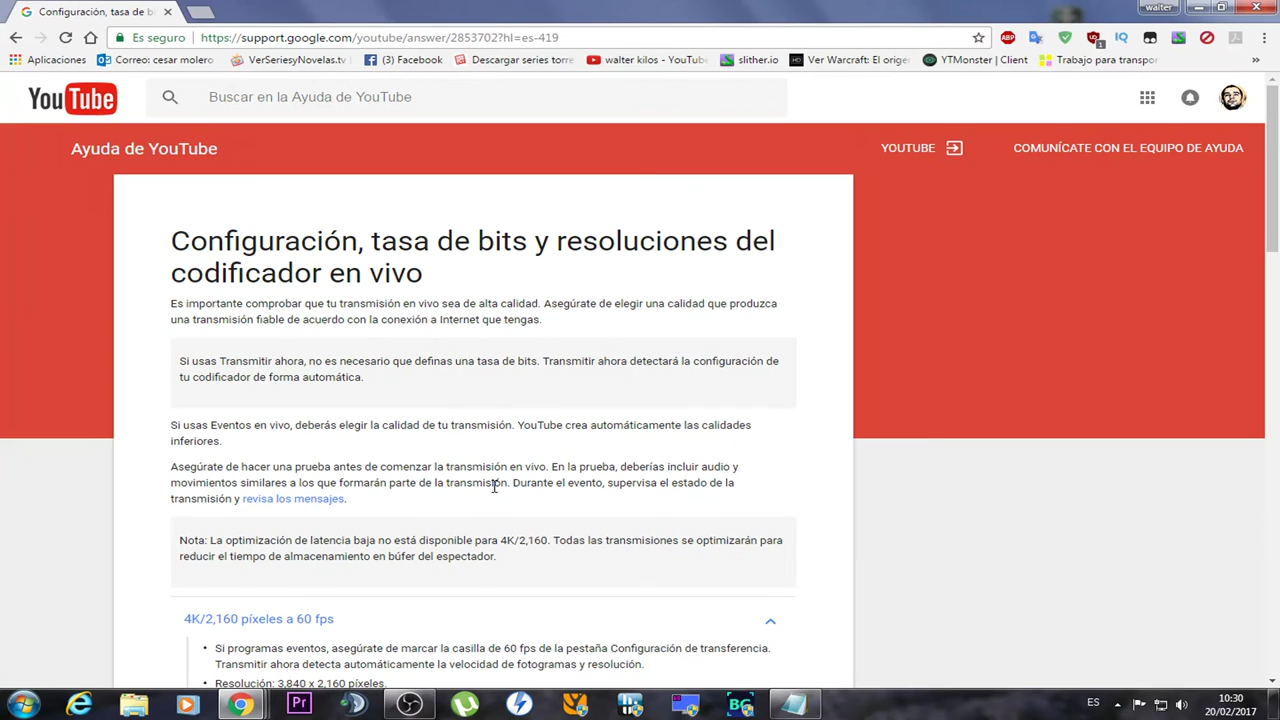 Configuración, tasa de b
walter
Es seguro
https://support.google.com/youtube/answer/2853702?hl=es-419
ABP
1
Aplicaciones
Correo: cesar molero
VerSeriesyNovelas.
(3) Facebook
Descargar series torre
walter kilos - YouTube
slither.io
Ver Warcraft: El orige
YTMonster | Client
Trabajo para transpor
»
YouTube
Buscar en la Ayuda de YouTube
Ayuda de YouTube
YOUTUBE
COMUNÍCATE CON EL EQUIPO DE AYUDA
Configuración, tasa de bits y resoluciones del
codificador en vivo
Es importante comprobar que tu transmisión en vivo sea de alta calidad. Asegúrate de elegir una calidad que produzca
una transmisión fiable de acuerdo con la conexión a Internet que tengas.
Si usas Transmitir ahora, no es necesario que definas una tasa de bits. Transmitir ahora detectará la configuración de
tu codificador de forma automática.
Si usas Eventos en vivo, deberás elegir la calidad de tu transmisión. YouTube crea automáticamente las calidades
inferiores.
Asegúrate de hacer una prueba antes de comenzar la transmisión en vivo. En la prueba, deberías incluir audio y
movimientos similares a los que formarán parte de la transmisión. Durante el evento, supervisa el estado de la
transmisión y revisa los mensajes.
Nota: La optimización de latencia baja no está disponible para 4K/2,160. Todas las transmisiones se optimizarán para
reducir el tiempo de almacenamiento en búfer del espectador.
4K/2,160 píxeles a 60 fps
• Si programas eventos, asegúrate de marcar la casilla de 60 fps de la pestaña Configuración de transferencia.
Transmitir ahora detecta automáticamente la velocidad de fotogramas y resolución.
• Resolución: 3,840 x 2,160 píxeles.
Pr
BG
ES
10:30
20/02/2017